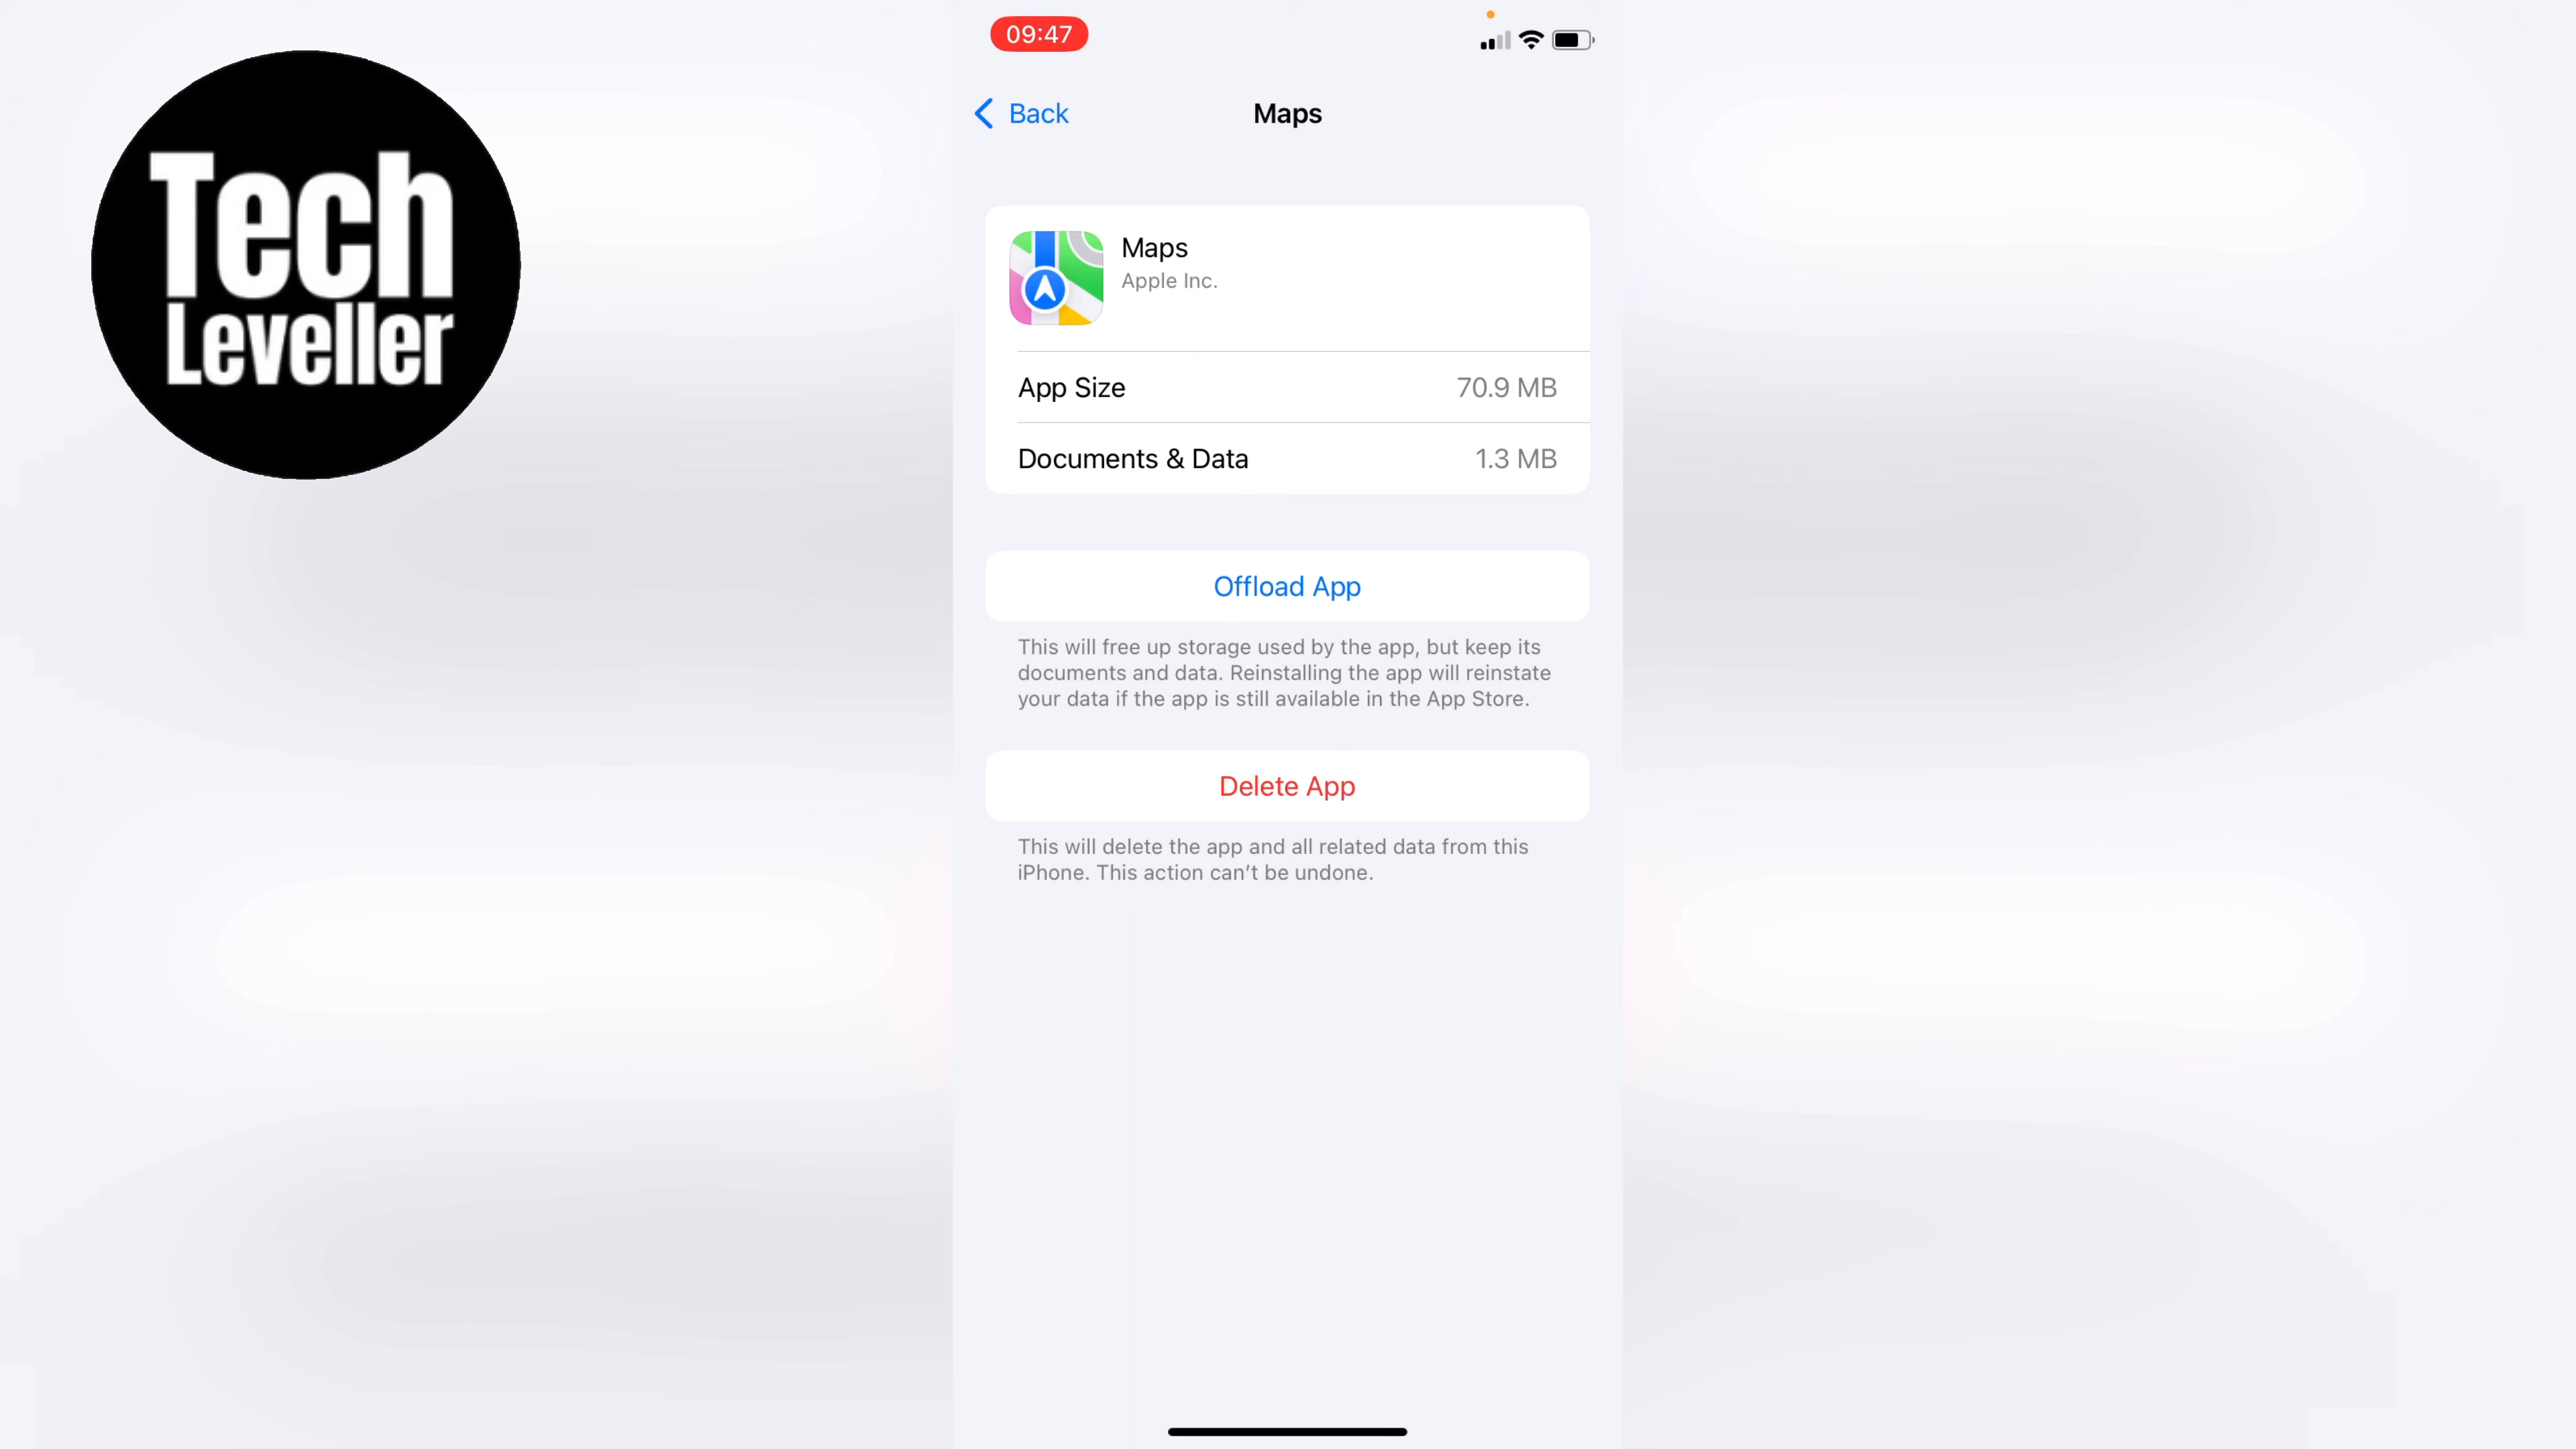 Tech
Leveller
09:47
Back
Maps
Maps
Apple Inc.
App Size 70.9 MB
Documents & Data 1.3 MB
Offload App
This will free up storage used by the app, but keep its
documents and data. Reinstalling the app will reinstate
your data if the app is still available in the App Store.
Delete App
This will delete the app and all related data from this
iPhone. This action can’t be undone.